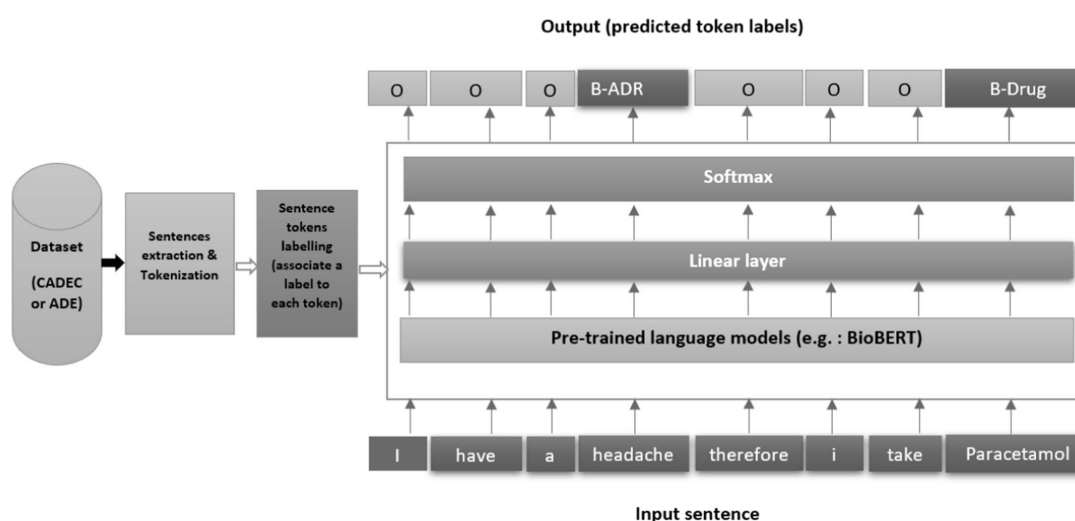 Output (predicted token labels)
O O O B-ADR O O O B-Drug
Softmax
Linear layer
Pre-trained language models (e.g. : BioBERT)
Dataset
(CADEC
or ADE)
Sentences
extraction &
Tokenization
Sentence
tokens
labelling
(associate a
label to
each token)
I have a headache therefore i take Paracetamol
Input sentence